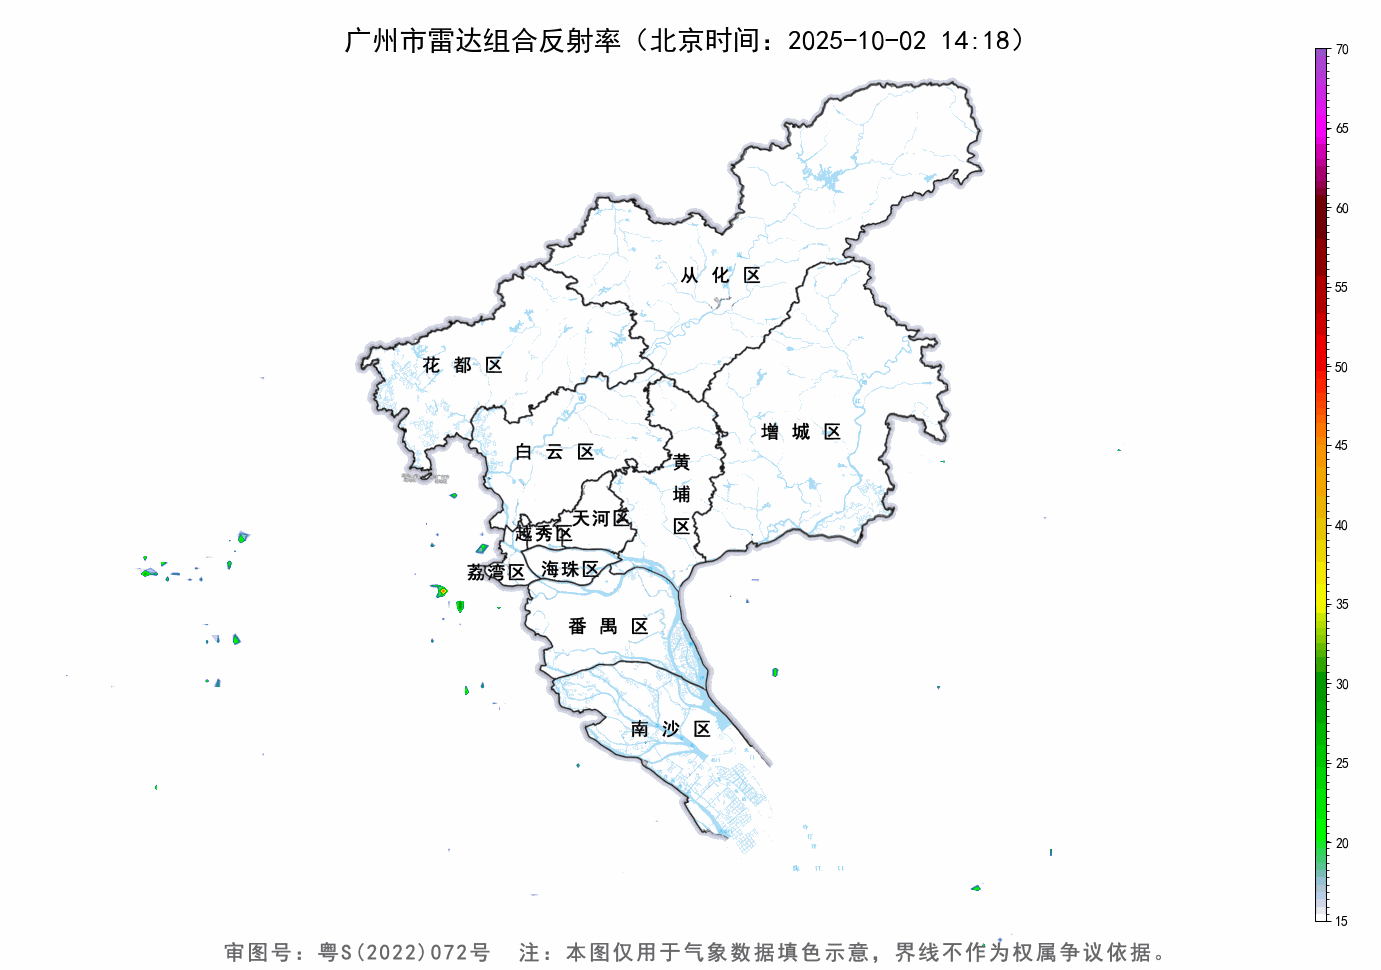 广州市雷达组合反射率（北京时间：2025-10-02 14:18）
70
65
60
55
50
45
40
35
30
25
20
15
从化区
花都区
增城区
白云区
黄埔区
天河区
越秀区
荔湾区
海珠区
番禺区
南沙区
审图号：粤S(2022)072号 注：本图仅用于气象数据填色示意，界线不作为权属争议依据。